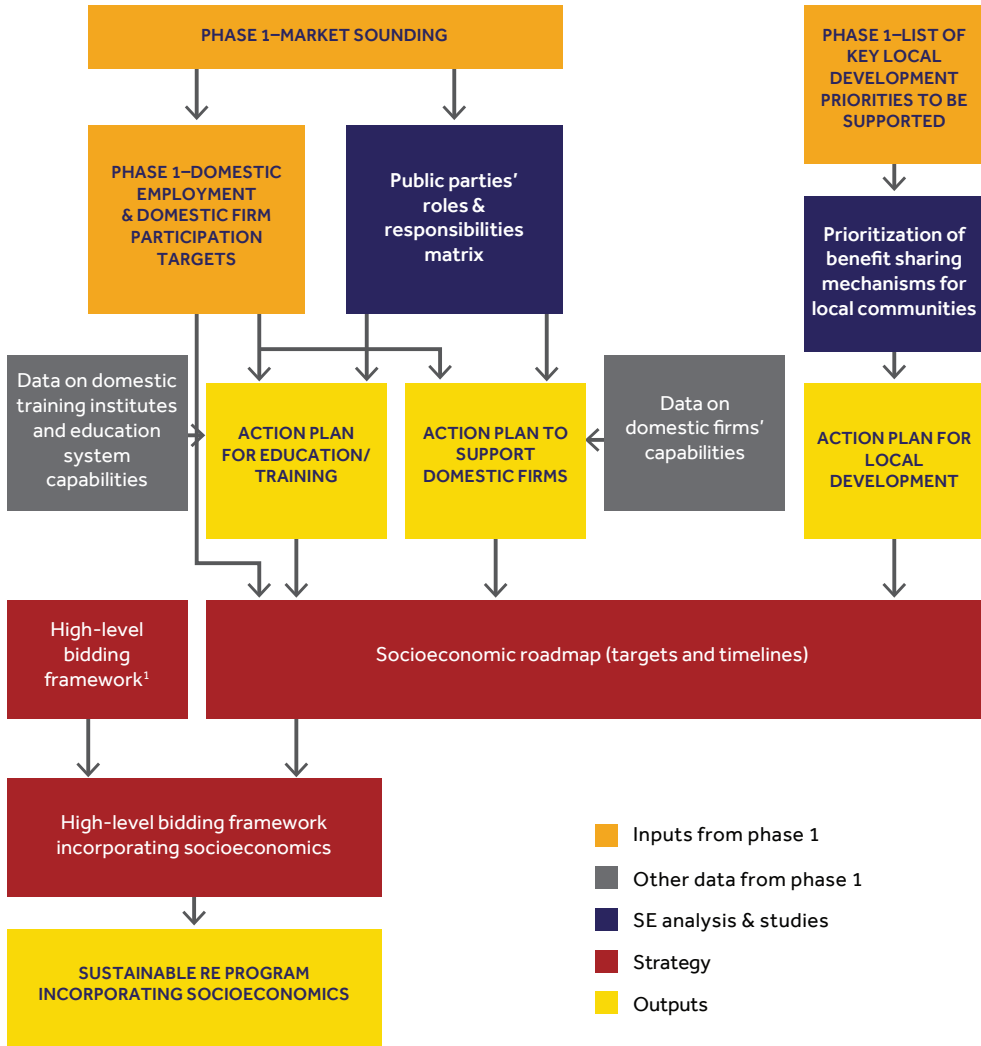 PHASE 1–MARKET SOUNDING
PHASE 1–LIST OF
KEY LOCAL
DEVELOPMENT
PRIORITIES TO BE
SUPPORTED
PHASE 1–DOMESTIC
EMPLOYMENT
& DOMESTIC FIRM
PARTICIPATION
TARGETS
Public parties’
roles &
responsibilities
matrix
Prioritization of
benefit sharing
mechanisms for
local communities
Data on domestic
training institutes
and education
system
capabilities
ACTION PLAN
FOR EDUCATION/
TRAINING
ACTION PLAN TO
SUPPORT
DOMESTIC FIRMS
Data on
domestic firms’
capabilities
ACTION PLAN FOR
LOCAL
DEVELOPMENT
High-level
bidding
framework¹
Socioeconomic roadmap (targets and timelines)
High-level bidding framework
incorporating socioeconomics
SUSTAINABLE RE PROGRAM
INCORPORATING SOCIOECONOMICS
Inputs from phase 1
Other data from phase 1
SE analysis & studies
Strategy
Outputs